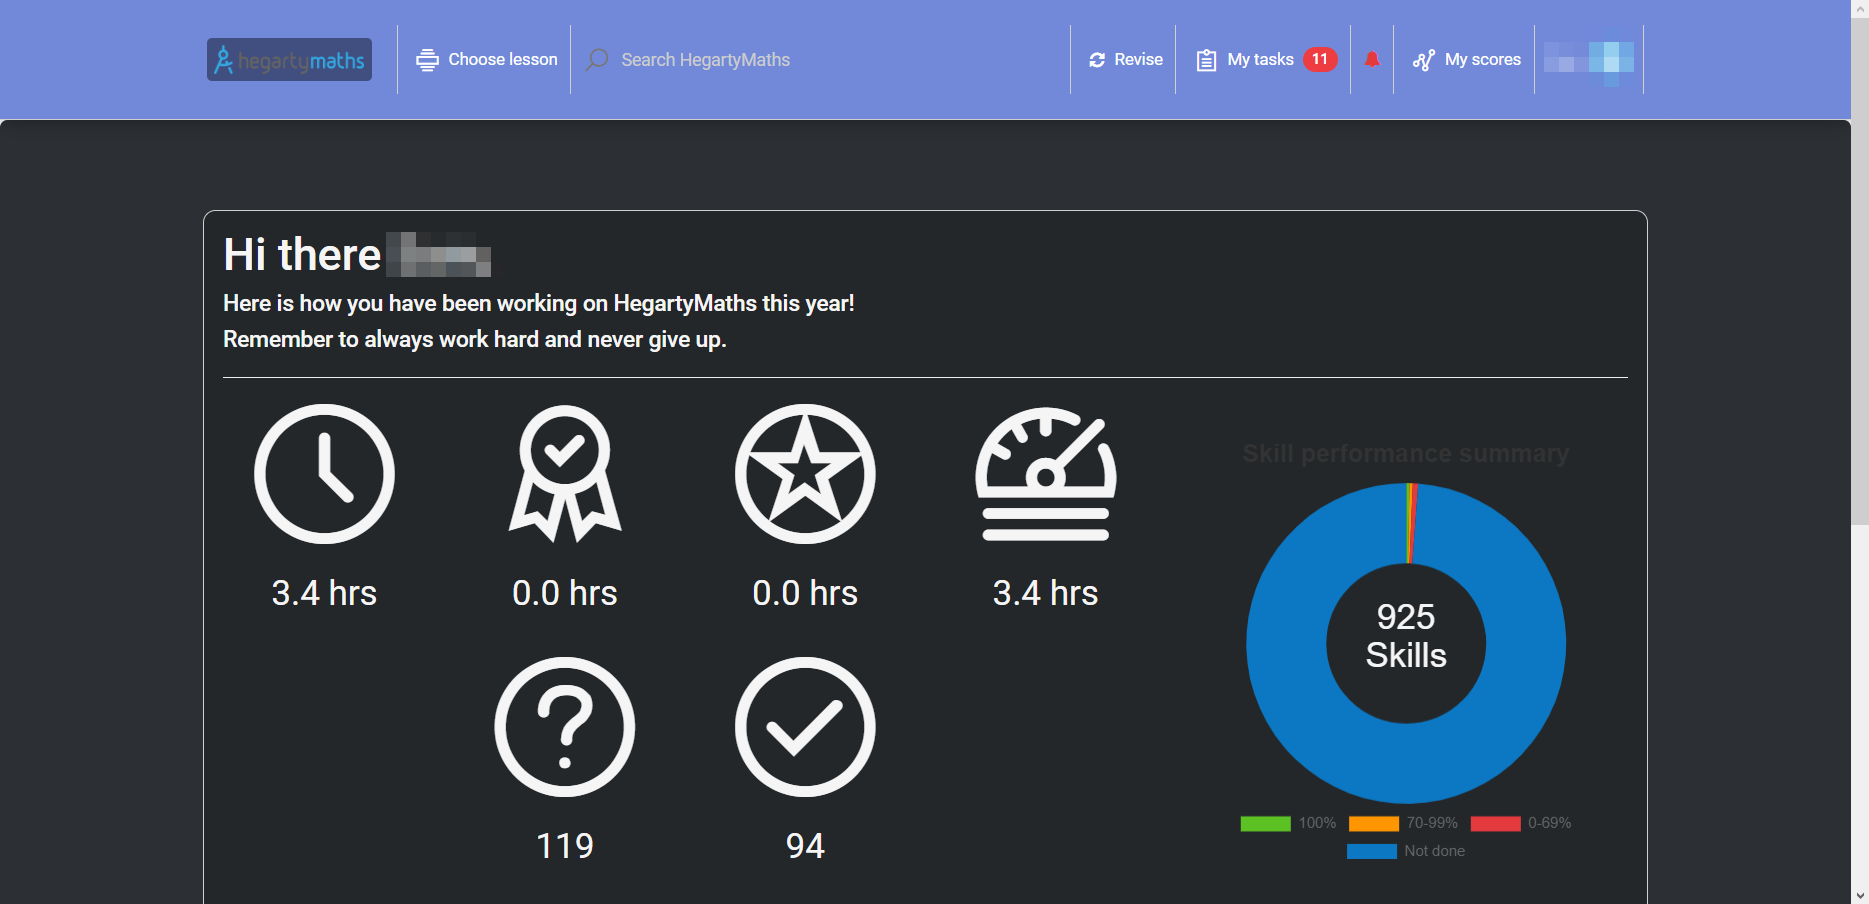 hegartymaths
Choose lesson
Search HegartyMaths
Revise
My tasks 11
My scores
Hi there
Here is how you have been working on HegartyMaths this year!
Remember to always work hard and never give up.
3.4 hrs
0.0 hrs
0.0 hrs
3.4 hrs
119
94
Skill performance summary
925
Skills
100%
70-99%
0-69%
Not done